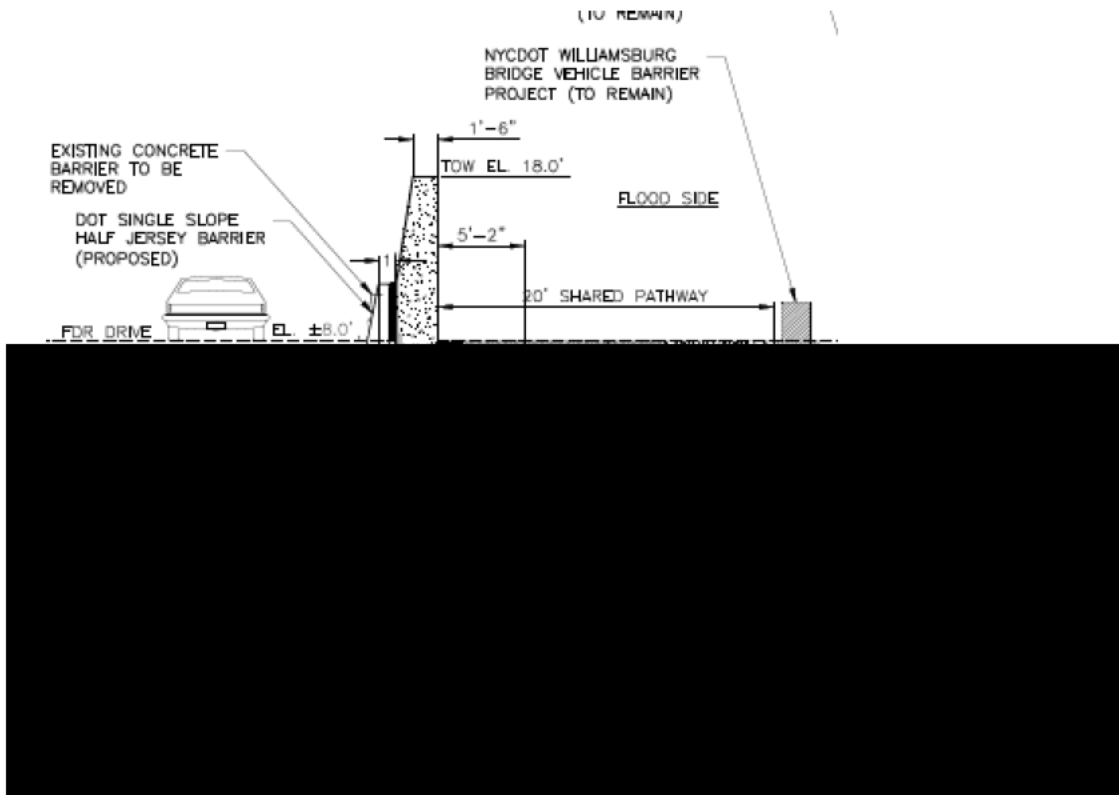 (TO REMAIN)
NYCDOT WILLIAMSBURG
BRIDGE VEHICLE BARRIER
PROJECT (TO REMAIN)
1'-6"
EXISTING CONCRETE
BARRIER TO BE
REMOVED
TOW EL. 18.0'
FLOOD SIDE
DOT SINGLE SLOPE
HALF JERSEY BARRIER
(PROPOSED)
5'-2"
1'
20' SHARED PATHWAY
FDR DRIVE
EL. ±8.0'